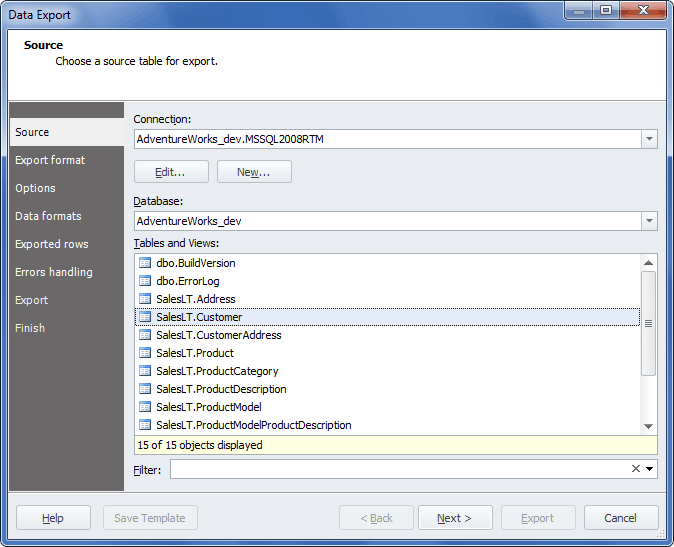 Data Export
Source
Choose a source table for export.
Source
Export format
Options
Data formats
Exported rows
Errors handling
Export
Finish
Connection:
AdventureWorks_dev.MSSQL2008RTM
Edit...
New...
Database:
AdventureWorks_dev
Tables and Views:
dbo.BuildVersion
dbo.ErrorLog
SalesLT.Address
SalesLT.Customer
SalesLT.CustomerAddress
SalesLT.Product
SalesLT.ProductCategory
SalesLT.ProductDescription
SalesLT.ProductModel
SalesLT.ProductModelProductDescription
15 of 15 objects displayed
Filter:
Help
Save Template
< Back
Next >
Export
Cancel